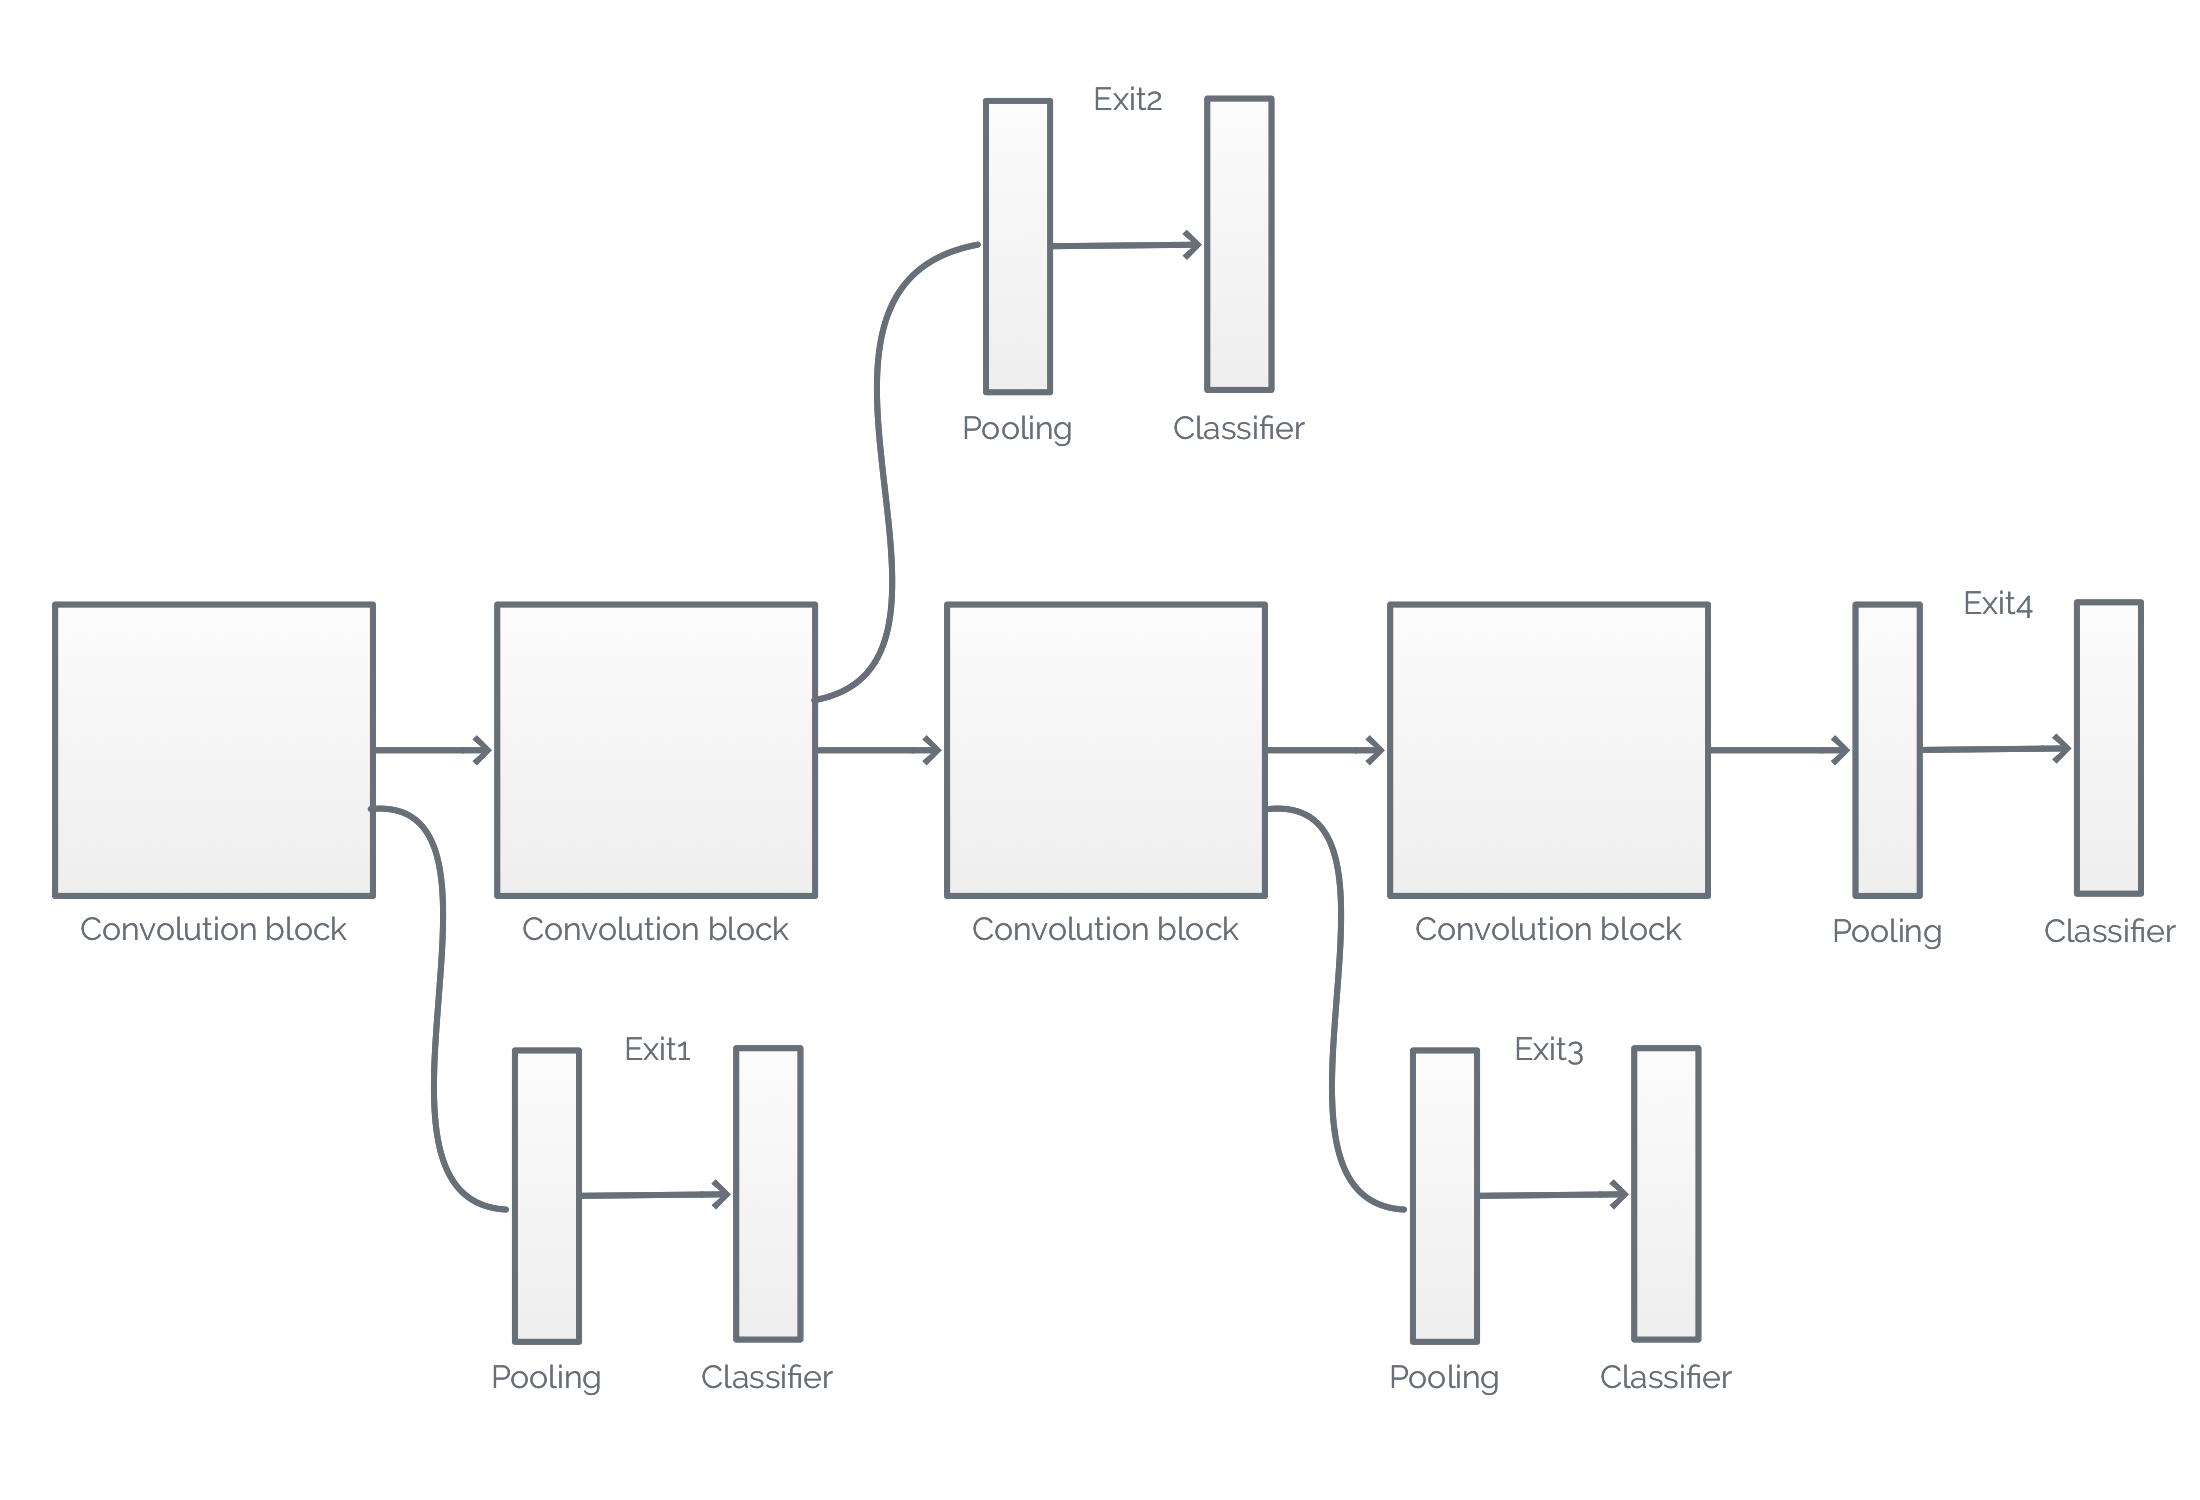 Exit2
Pooling
Classifier
Exit4
Convolution block
Convolution block
Convolution block
Convolution block
Pooling
Classifier
Exit1
Exit3
Pooling
Classifier
Pooling
Classifier